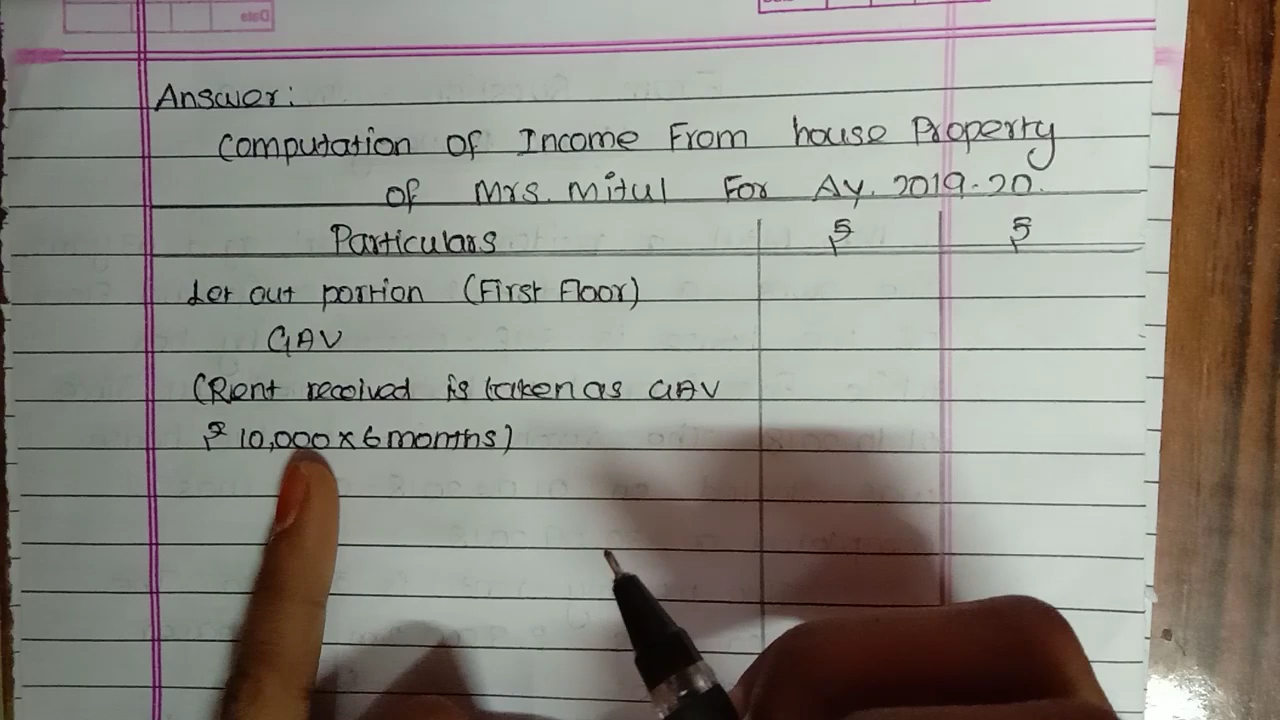 Answer:
Computation of Income From house Property
of Mrs. Mitul For AY. 2019-20.
Particulars ₹ ₹
Let out portion (First Floor)
GAV
(Rent received is taken as GAV
₹ 10,000 x 6 months)